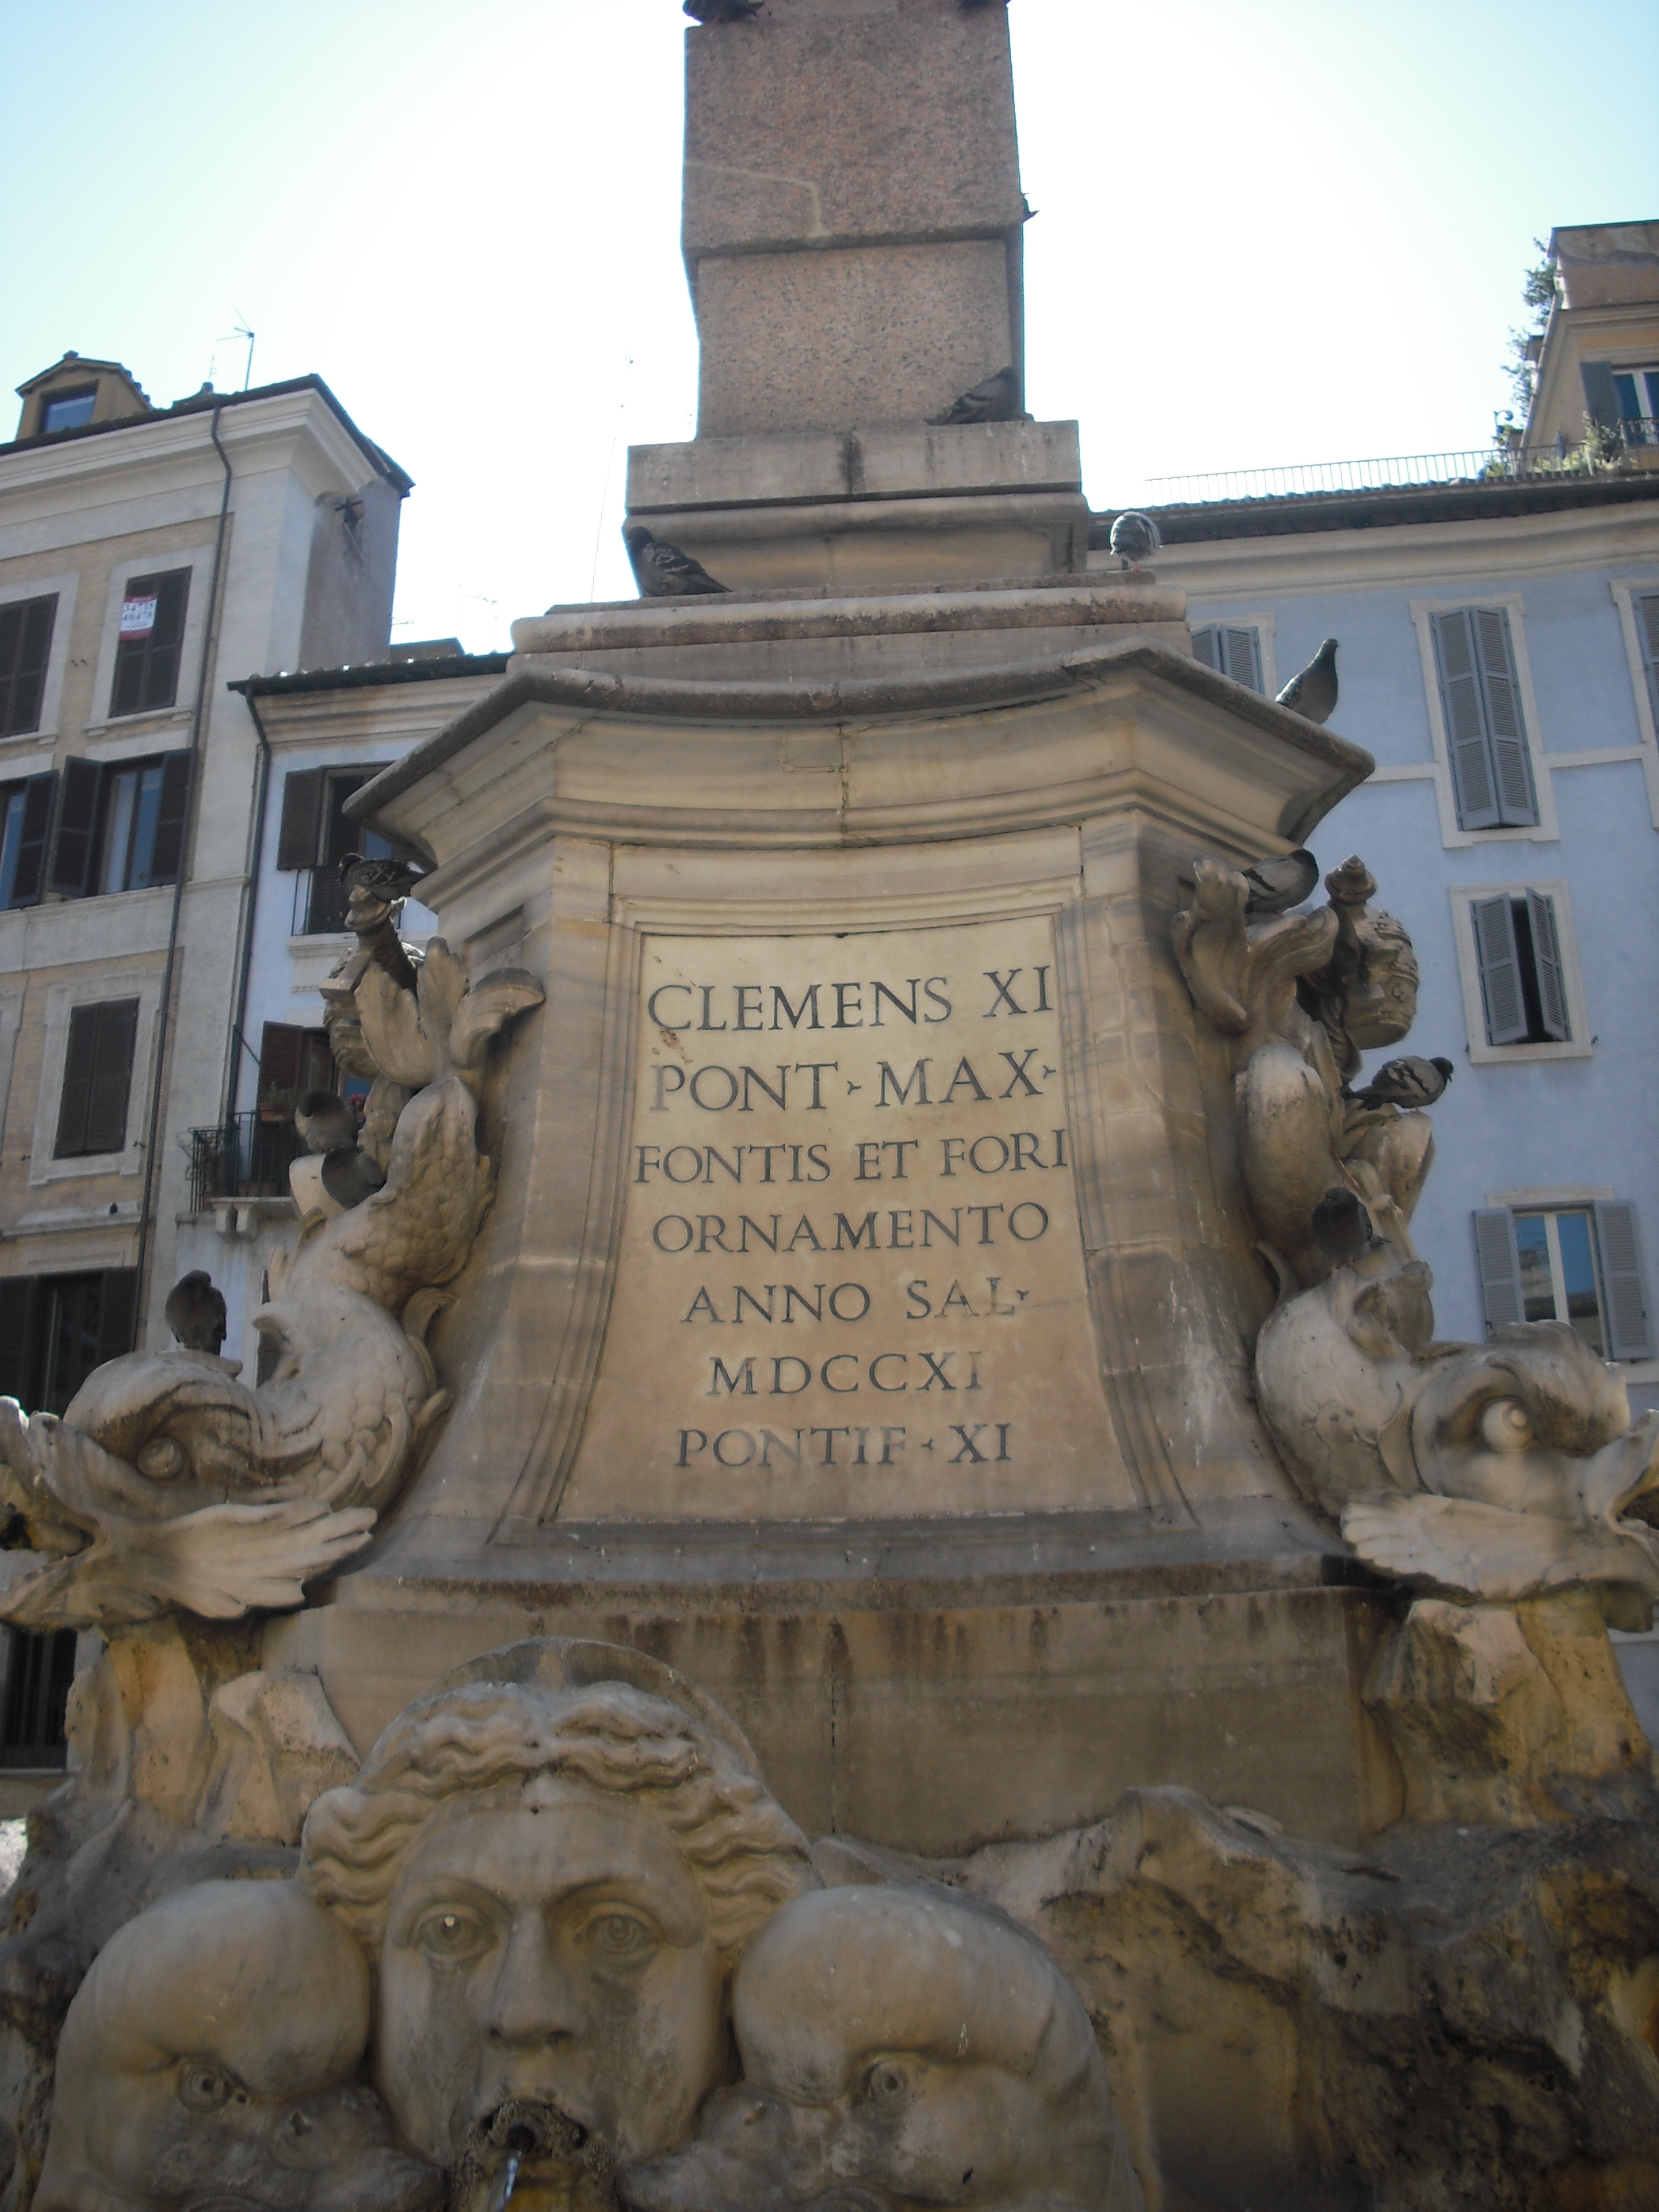 CLEMENS XI
PONT · MAX ·
FONTIS ET FORI
ORNAMENTO
ANNO SAL ·
MDCCXI
PONTIF · XI